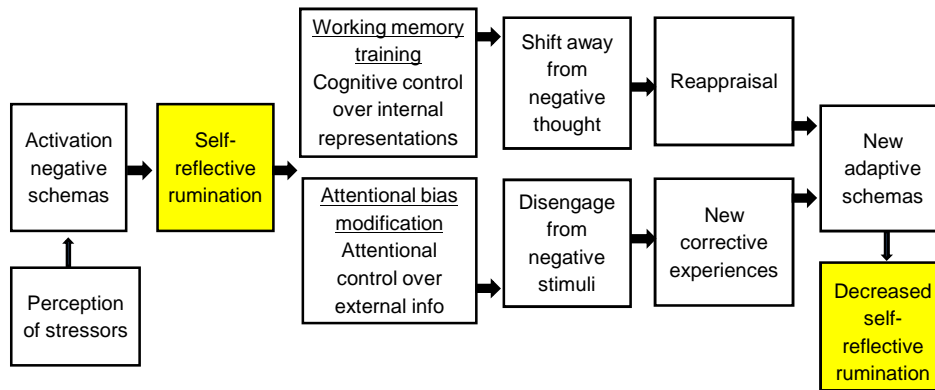 Perception
of stressors
Activation
negative
schemas
Self-
reflective
rumination
Working memory
training
Cognitive control
over internal
representations
Shift away
from
negative
thought
Reappraisal
Attentional bias
modification
Attentional
control over
external info
Disengage
from
negative
stimuli
New
corrective
experiences
New
adaptive
schemas
Decreased
self-
reflective
rumination